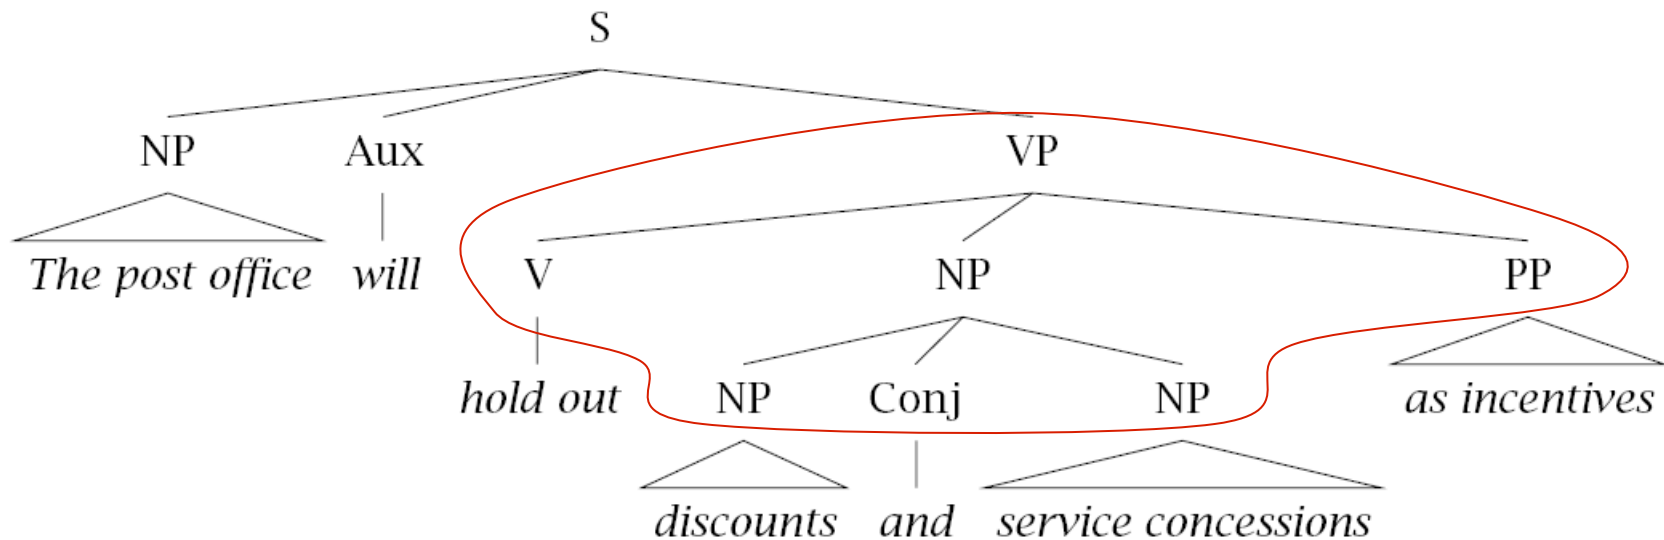 S
NP Aux VP
The post office will V NP PP
hold out NP Conj NP as incentives
discounts and service concessions